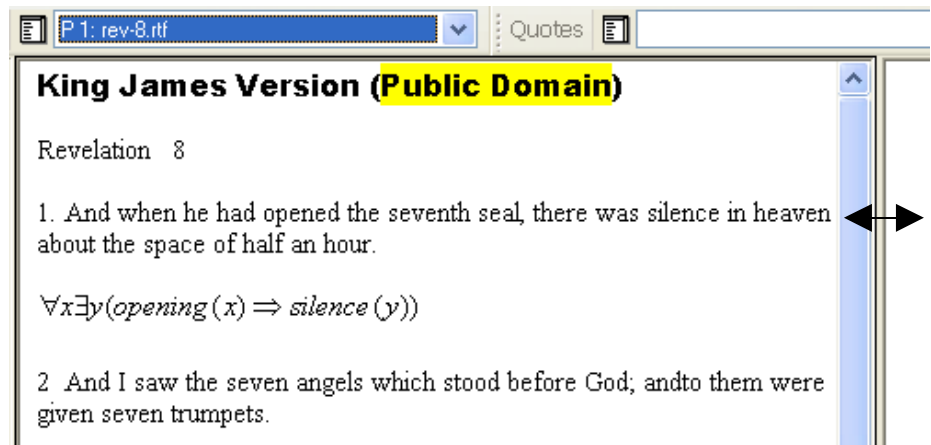 P 1: rev-8.rtf Quotes
King James Version (Public Domain)
Revelation 8
1. And when he had opened the seventh seal, there was silence in heaven
about the space of half an hour.
∀x∃y(opening (x) ⇒ silence (y))
2 And I saw the seven angels which stood before God; andto them were
given seven trumpets.